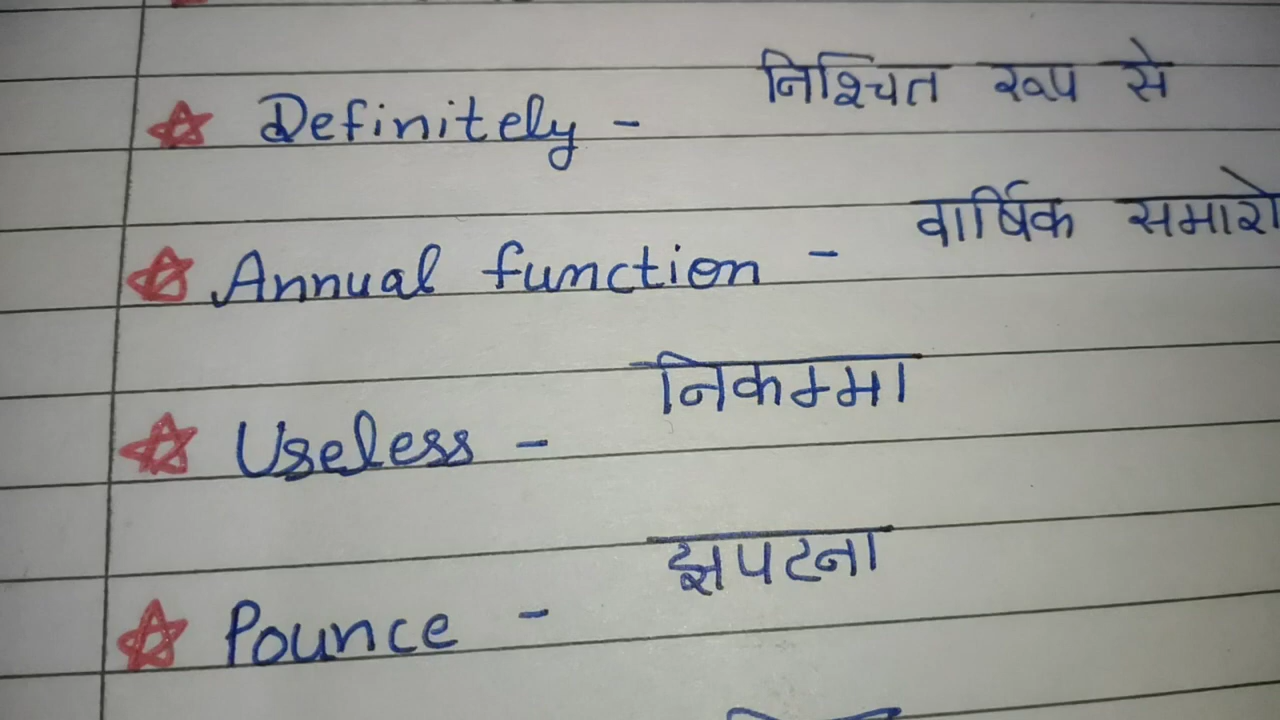 Definitely - निश्चित रूप से
Annual function - वार्षिक समारो
Useless - निकम्मा
Pounce - झपटना